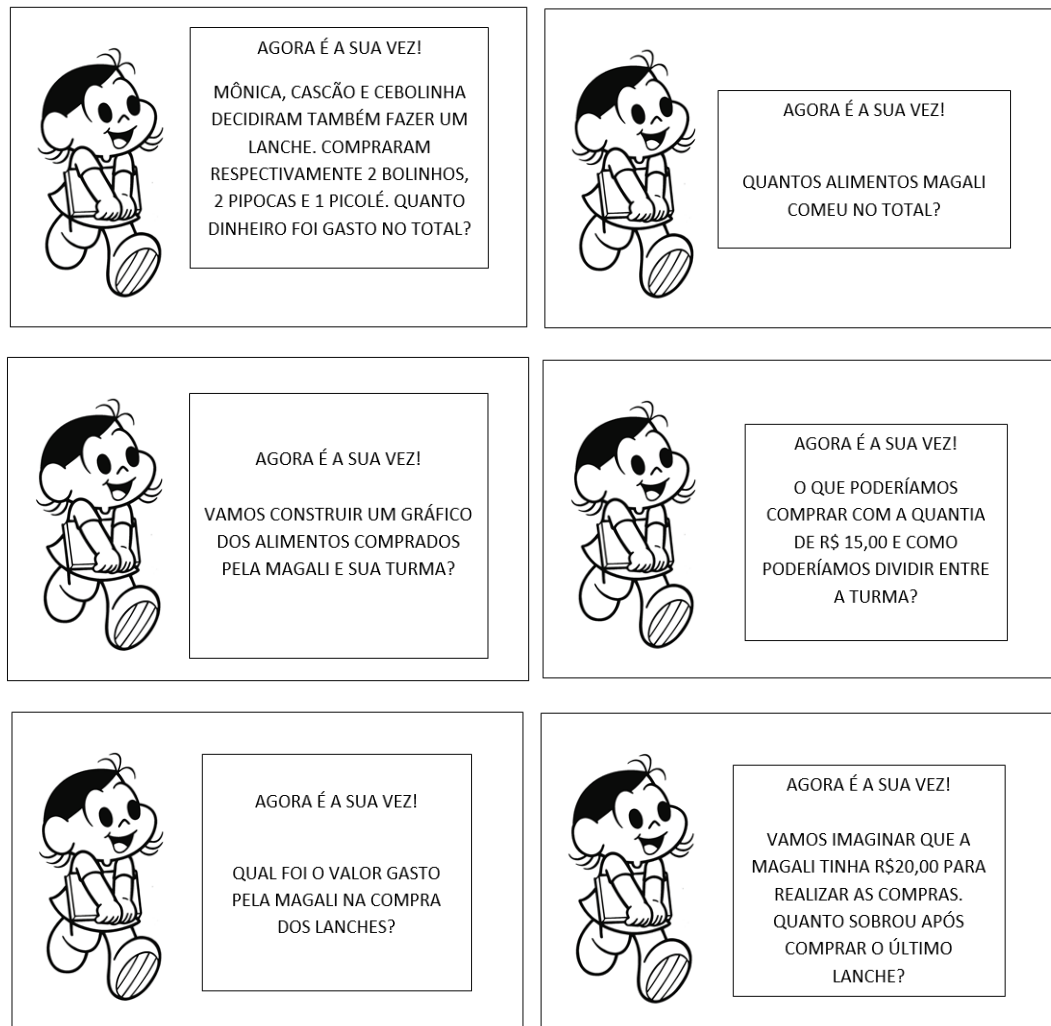 AGORA É A SUA VEZ!
MÔNICA, CASCÃO E CEBOLINHA
DECIDIRAM TAMBÉM FAZER UM
LANCHE. COMPRARAM
RESPECTIVAMENTE 2 BOLINHOS,
2 PIPOCAS E 1 PICOLÉ. QUANTO
DINHEIRO FOI GASTO NO TOTAL?
AGORA É A SUA VEZ!
QUANTOS ALIMENTOS MAGALI
COMEU NO TOTAL?
AGORA É A SUA VEZ!
VAMOS CONSTRUIR UM GRÁFICO
DOS ALIMENTOS COMPRADOS
PELA MAGALI E SUA TURMA?
AGORA É A SUA VEZ!
O QUE PODERÍAMOS
COMPRAR COM A QUANTIA
DE R$ 15,00 E COMO
PODERÍAMOS DIVIDIR ENTRE
A TURMA?
AGORA É A SUA VEZ!
QUAL FOI O VALOR GASTO
PELA MAGALI NA COMPRA
DOS LANCHES?
AGORA É A SUA VEZ!
VAMOS IMAGINAR QUE A
MAGALI TINHA R$20,00 PARA
REALIZAR AS COMPRAS.
QUANTO SOBROU APÓS
COMPRAR O ÚLTIMO
LANCHE?